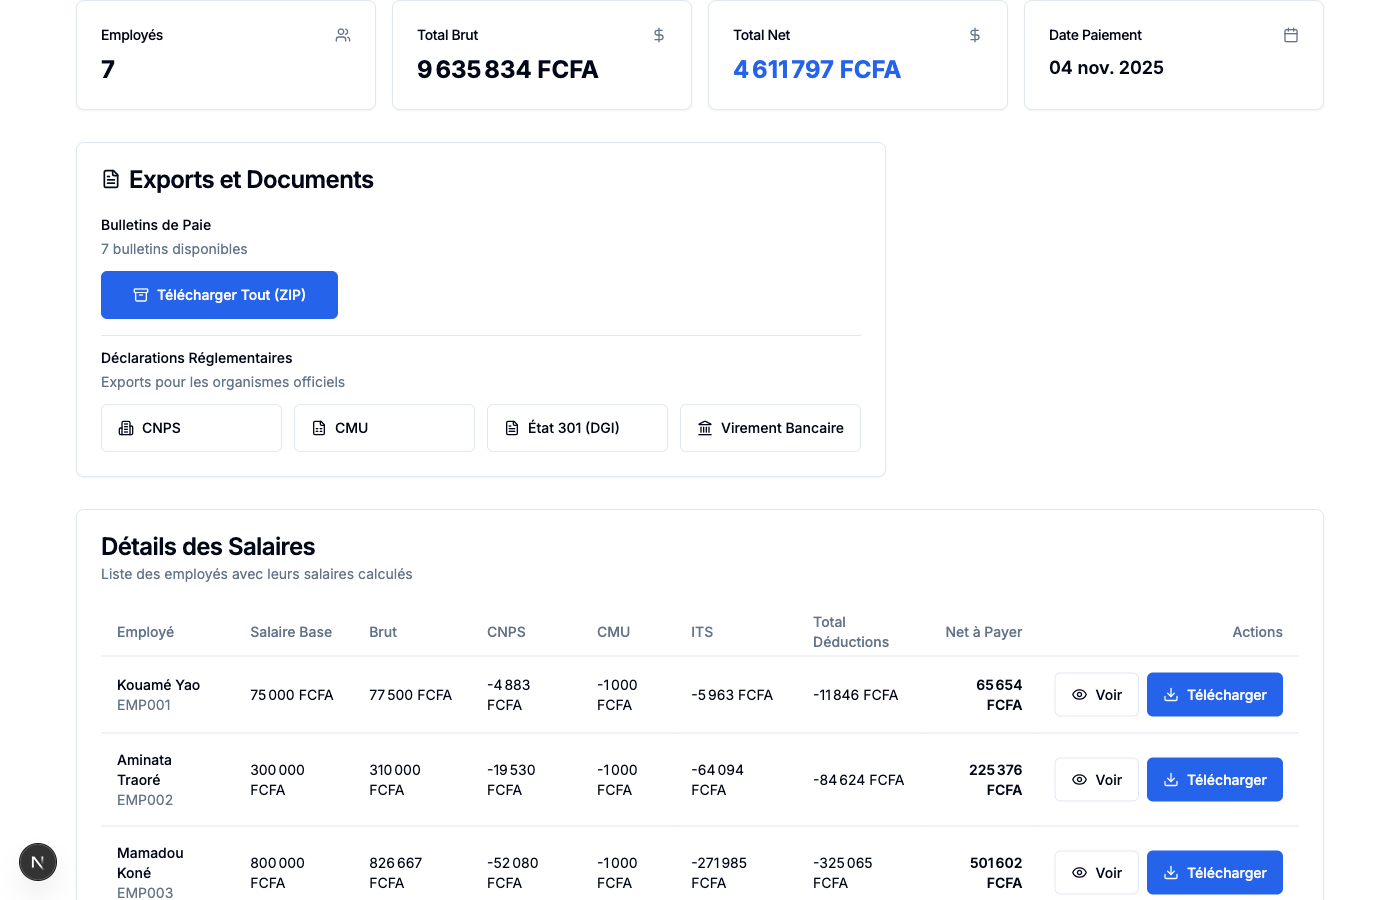 Employés
7
Total Brut
9 635 834 FCFA
Total Net
4 611 797 FCFA
Date Paiement
04 nov. 2025
Exports et Documents
Bulletins de Paie
7 bulletins disponibles
Télécharger Tout (ZIP)
Déclarations Réglementaires
Exports pour les organismes officiels
CNPS
CMU
État 301 (DGI)
Virement Bancaire
Détails des Salaires
Liste des employés avec leurs salaires calculés
Employé
Salaire Base
Brut
CNPS
CMU
ITS
Total
Déductions
Net à Payer
Actions
Kouamé Yao
EMP001
75 000 FCFA
77 500 FCFA
-4 883
FCFA
-1 000
FCFA
-5 963 FCFA
-11 846 FCFA
65 654
FCFA
Voir
Télécharger
Aminata
Traoré
EMP002
300 000
FCFA
310 000
FCFA
-19 530
FCFA
-1 000
FCFA
-64 094
FCFA
-84 624 FCFA
225 376
FCFA
Voir
Télécharger
Mamadou
Koné
EMP003
800 000
FCFA
826 667
FCFA
-52 080
FCFA
-1 000
FCFA
-271 985
FCFA
-325 065
FCFA
501 602
FCFA
Voir
Télécharger
N